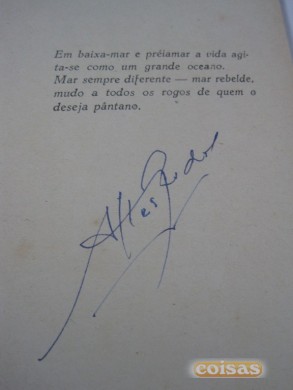 Em baixa-mar e préiamar a vida agi-
ta-se como um grande oceano.
Mar sempre diferente — mar rebelde,
mudo a todos os rogos de quem o
deseja pântano.
coisas